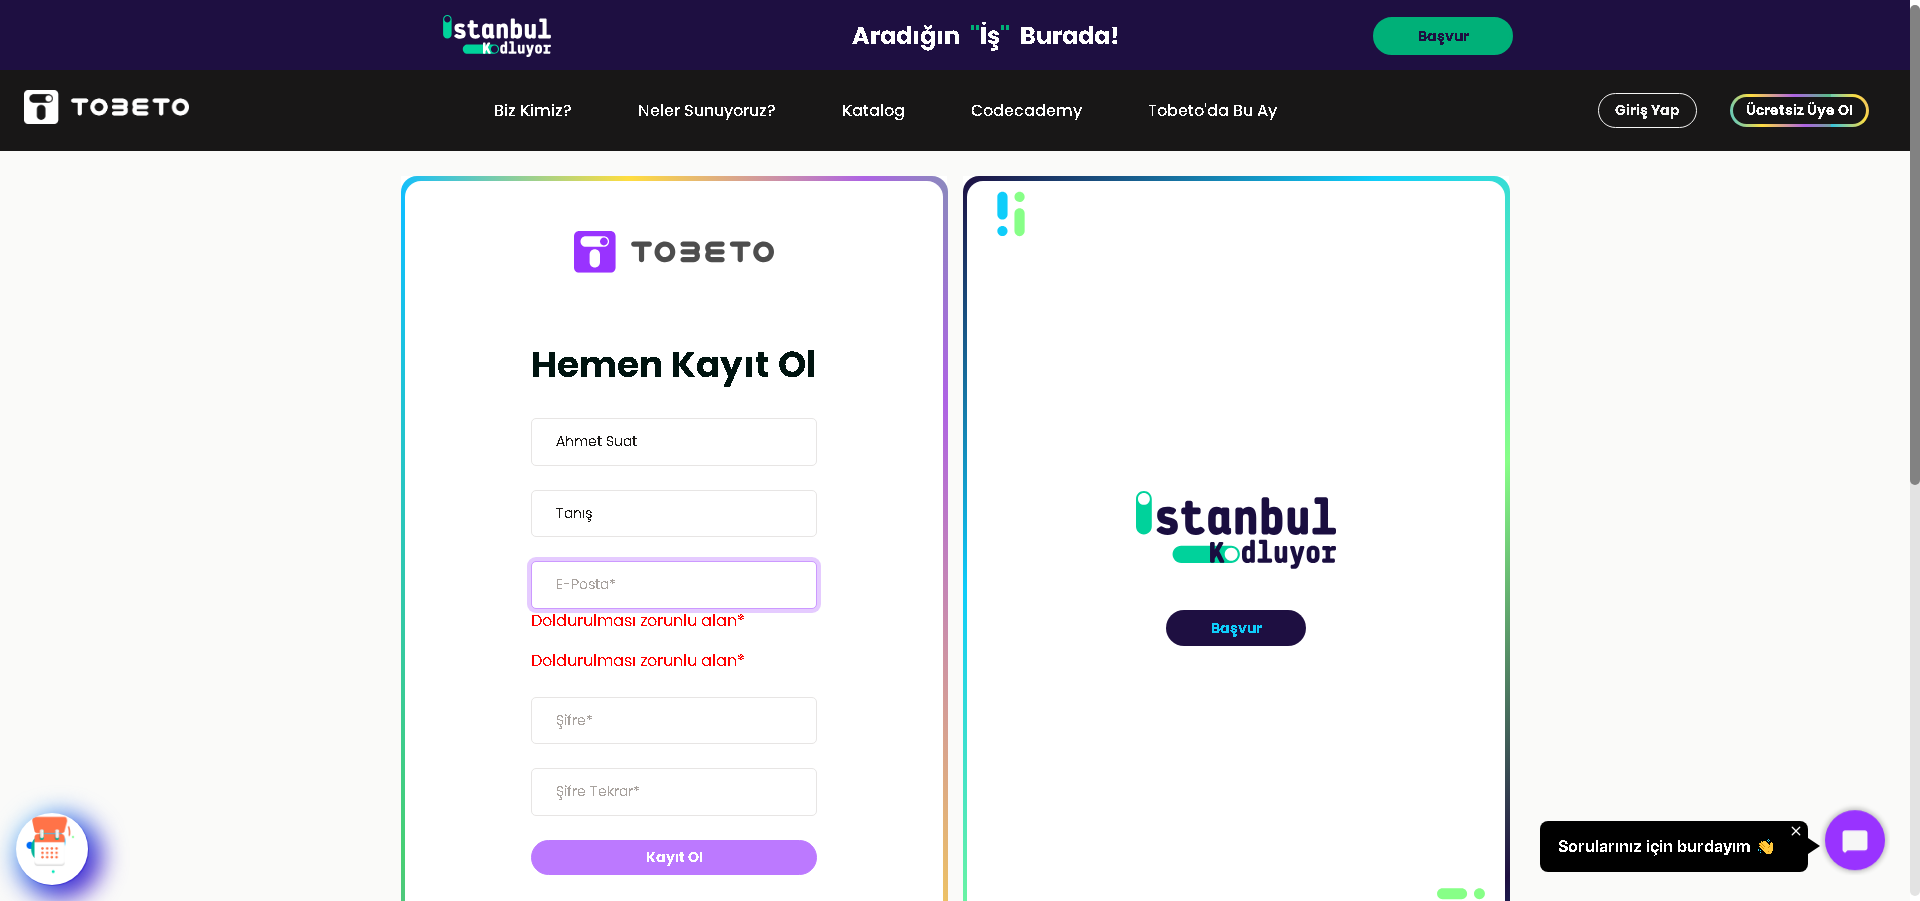 istanbul
Kodluyor
Aradığın "İş" Burada!
Başvur
TOBETO
Biz Kimiz?
Neler Sunuyoruz?
Katalog
Codecademy
Tobeto'da Bu Ay
Giriş Yap
Ücretsiz Üye Ol
TOBETO
Hemen Kayıt Ol
Ahmet Suat
Tanış
E-Posta*
Doldurulması zorunlu alan*
Doldurulması zorunlu alan*
Şifre*
Şifre Tekrar*
Kayıt Ol
istanbul
Kodluyor
Başvur
Sorularınız için burdayım 👋